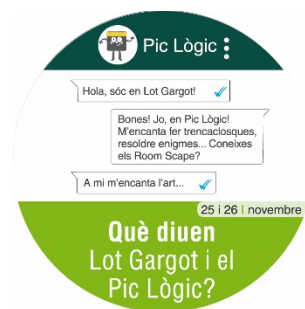 Pic Lògic
Hola, sóc en Lot Gargot!
Bones! Jo, en Pic Lògic!
M'encanta fer trencaclosques,
resoldre enigmes... Coneixes
els Room Scape?
A mi m'encanta l'art...
25 i 26 | novembre
Què diuen
Lot Gargot i el
Pic Lògic?